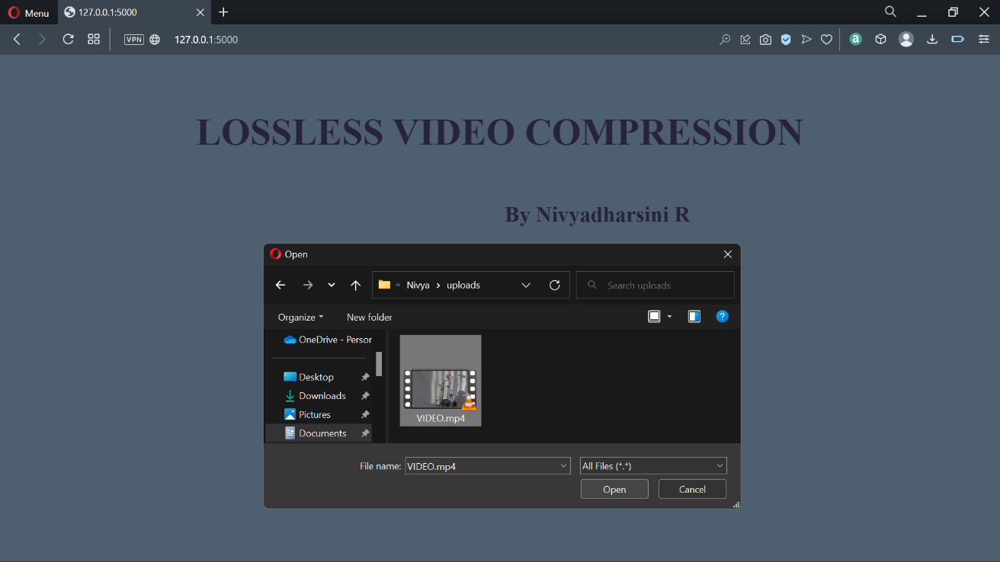 Menu
127.0.0.1:5000
VPN
127.0.0.1:5000
LOSSLESS VIDEO COMPRESSION
By Nivyadharsini R
Open
« Nivya › uploads
Search uploads
Organize
New folder
OneDrive - Persor
Desktop
Downloads
Pictures
Documents
VIDEO.mp4
File name: VIDEO.mp4
All Files (*.*)
Open
Cancel